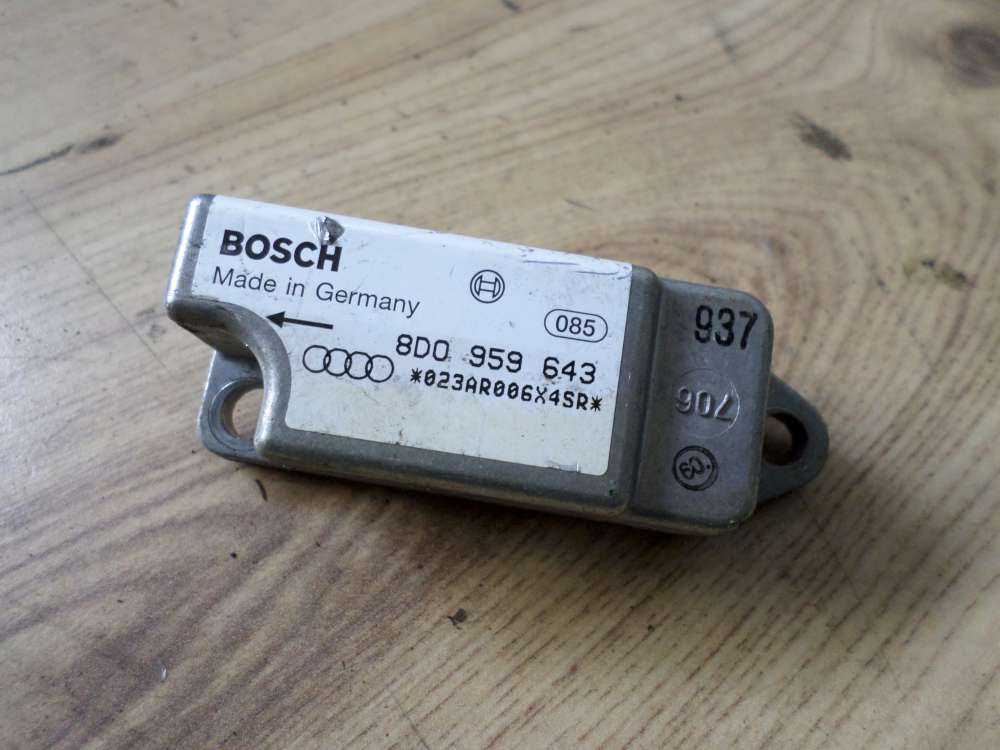 BOSCH
Made in Germany
085
8D0 959 643
*023AR006X4SR*
937
706